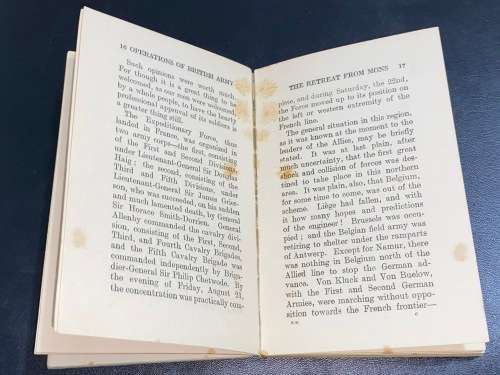 16 OPERATIONS OF BRITISH ARMY
Such opinions were worth much.
For though it is a great thing to be
welcomed, as our men were welcomed,
by a whole people, to have the hearty
professional approval of its soldiers is
a greater thing still.
The Expeditionary Force, thus
landed in France, was organized in
two army corps—the first, consisting
of the First and Second Divisions,
under Lieutenant-General Sir Douglas
Haig; the second, consisting of the
Third and Fifth Divisions, under
Lieutenant-General Sir James Grier-
son, who was succeeded, on his sudden
and much lamented death, by General
Sir Horace Smith-Dorrien. General
Allenby commanded the cavalry divi-
sion, consisting of the First, Second,
Third, and Fourth Cavalry Brigades,
and the Fifth Cavalry Brigade was
commanded independently by Briga-
dier-General Sir Philip Chetwode. By
the evening of Friday, August 21,
the concentration was practically com-
THE RETREAT FROM MONS 17
plete, and during Saturday, the 22nd,
the Force moved up to its position on
the left or western extremity of the
French line.
The general situation in this region,
as it was known at the moment to the
leaders of the Allies, may be briefly
stated. It was at last plain, after
much uncertainty, that the first great
shock and collision of forces was des-
tined to take place in this northern
area. It was plain, also, that Belgium,
for some time to come, was out of the
scheme. Liège had fallen, and with
it how many hopes and predictions
of the engineer! Brussels was occu-
pied; and the Belgian field army was
retiring to shelter under the ramparts
of Antwerp. Except for Namur, there
was nothing in Belgium north of the
Allied line to stop the German ad-
vance. Von Kluck and Von Buelow,
with the First and Second German
Armies, were marching without oppo-
sition towards the French frontier—